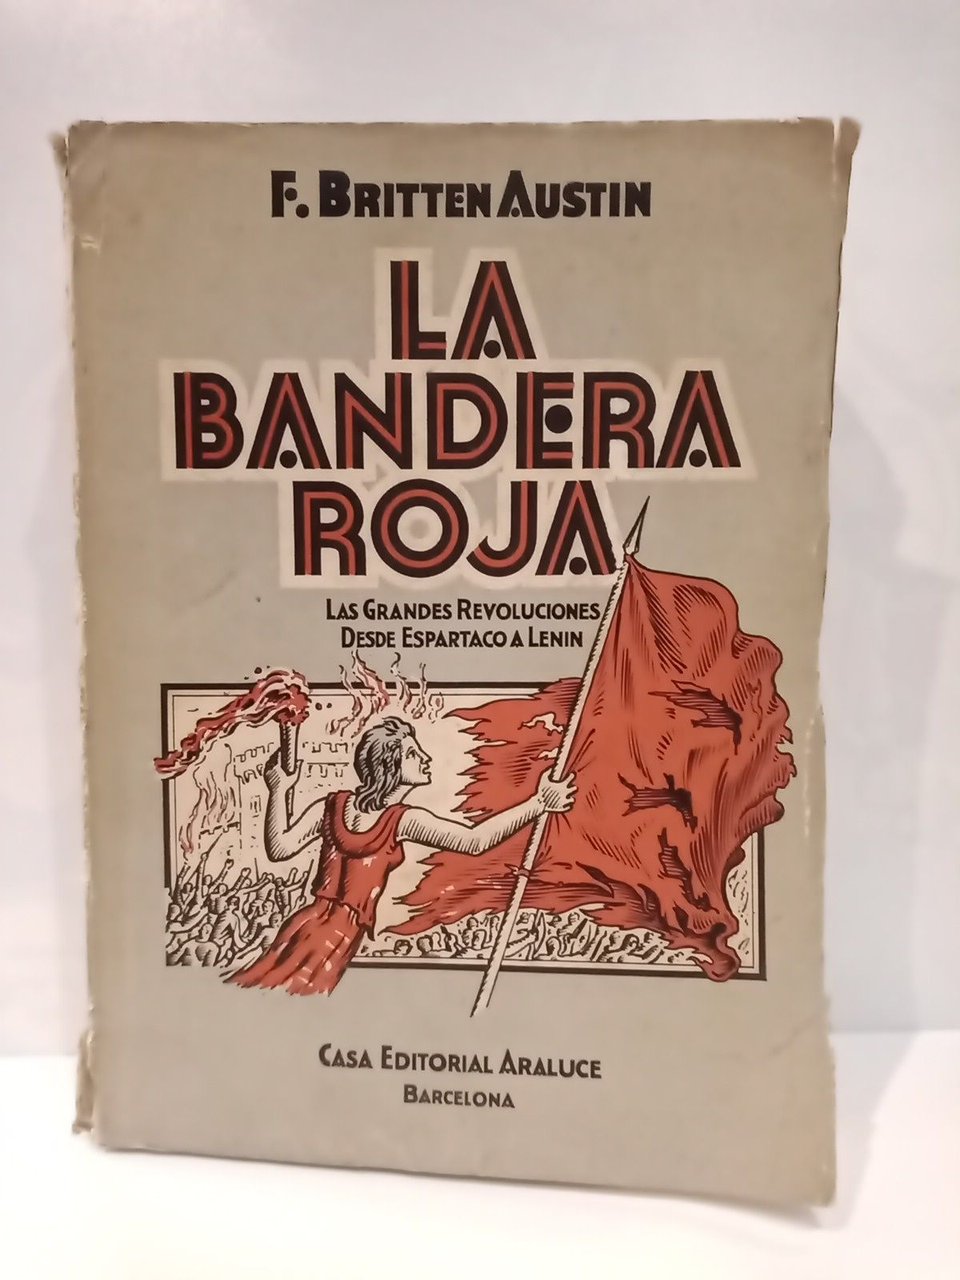 F. BRITTEN AUSTIN
LA
BANDERA
ROJA
LAS GRANDES REVOLUCIONES
DESDE ESPARTACO A LENIN
CASA EDITORIAL ARALUCE
BARCELONA